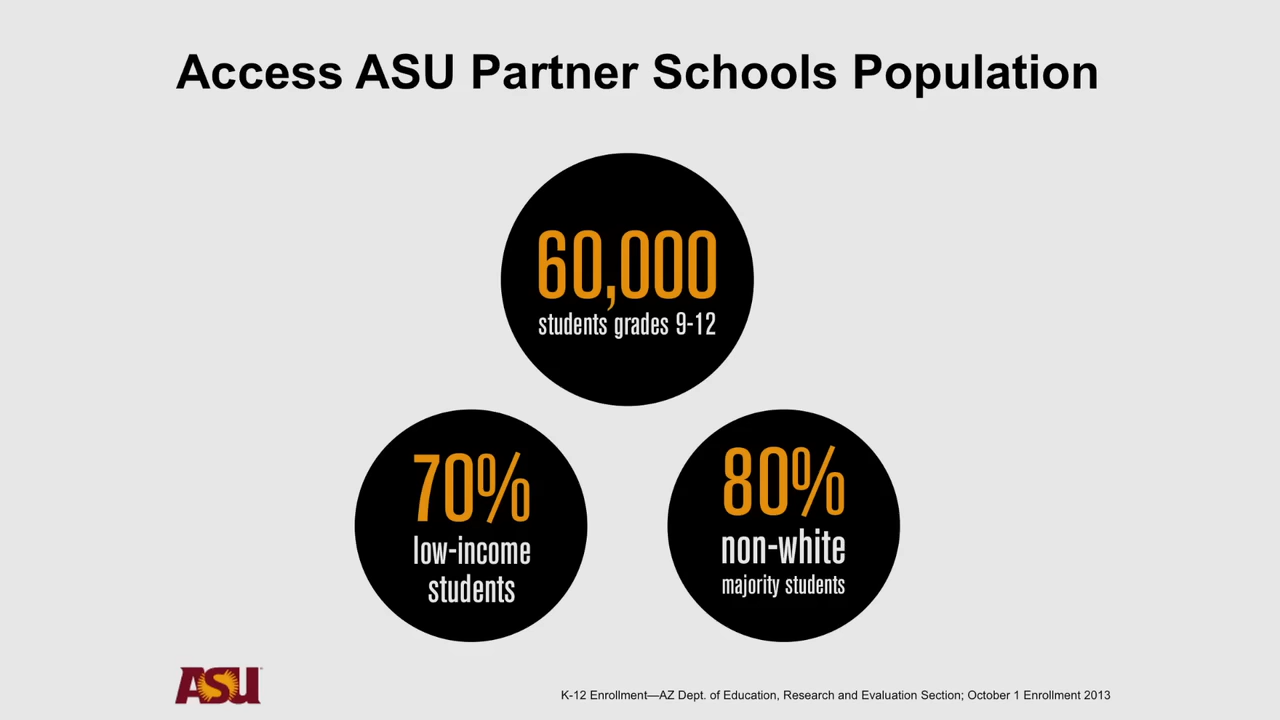 Access ASU Partner Schools Population
60,000
students grades 9-12
70%
low-income
students
80%
non-white
majority students
ASU
K-12 Enrollment—AZ Dept. of Education, Research and Evaluation Section; October 1 Enrollment 2013